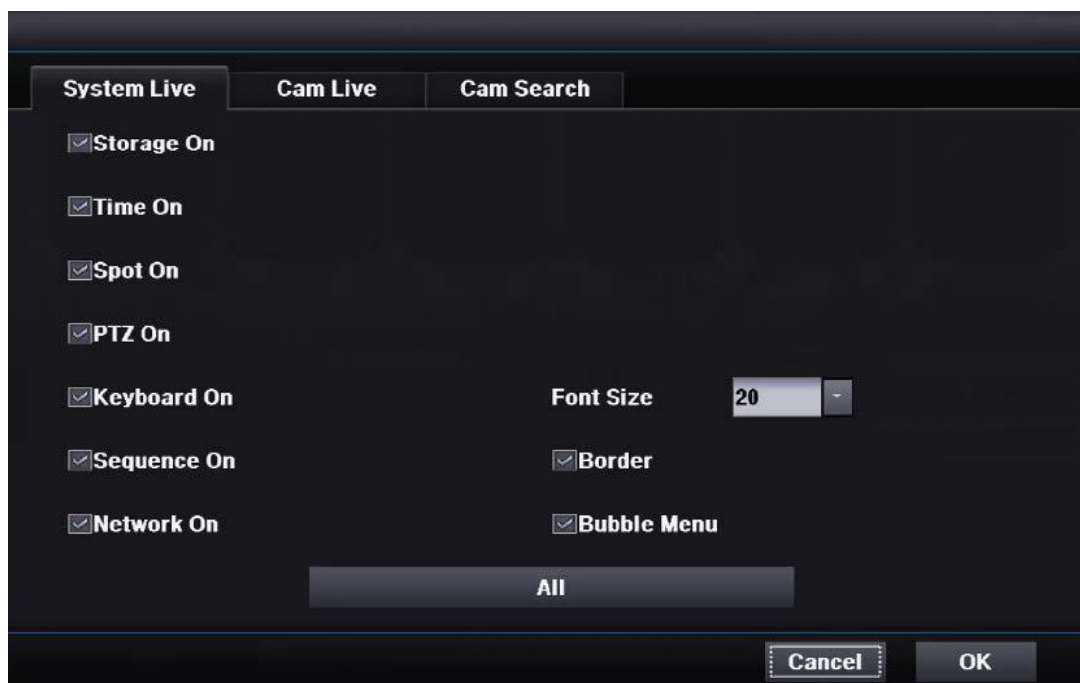 System Live Cam Live Cam Search
Storage On
Time On
Spot On
PTZ On
Keyboard On Font Size 20
Sequence On Border
Network On Bubble Menu
All
Cancel OK